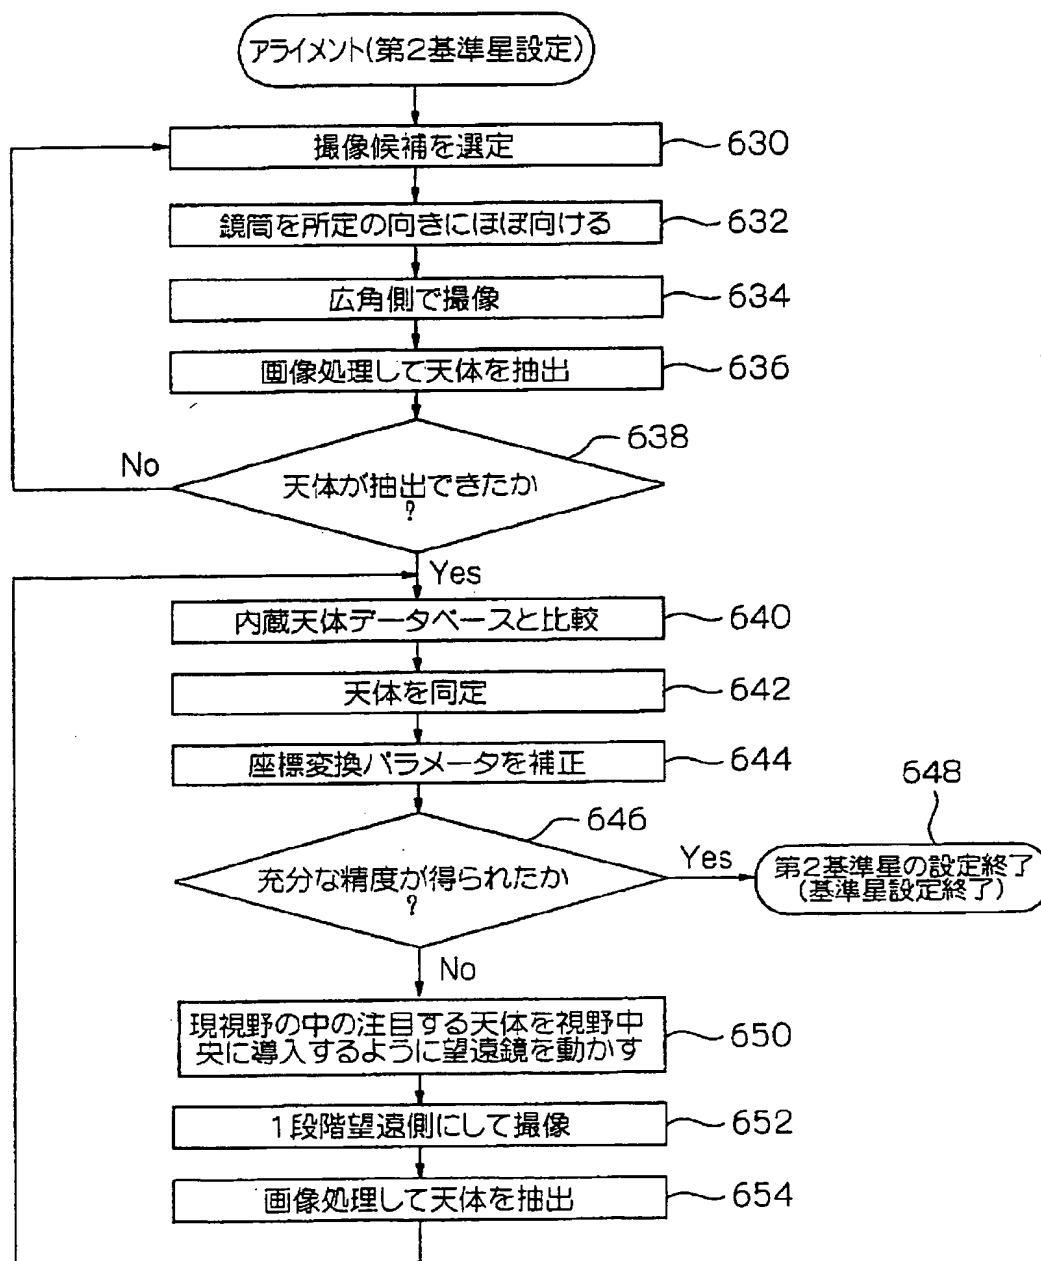 アライメント(第2基準星設定)
撮像候補を選定
630
鏡筒を所定の向きにほぼ向ける
632
広角側で撮像
634
画像処理して天体を抽出
636
638
No
天体が抽出できたか
?
Yes
内蔵天体データベースと比較
640
天体を同定
642
座標変換パラメータを補正
644
648
646
充分な精度が得られたか
?
Yes
第2基準星の設定終了
(基準星設定終了)
No
現視野の中の注目する天体を視野中
央に導入するように望遠鏡を動かす
650
1段階望遠側にして撮像
652
画像処理して天体を抽出
654